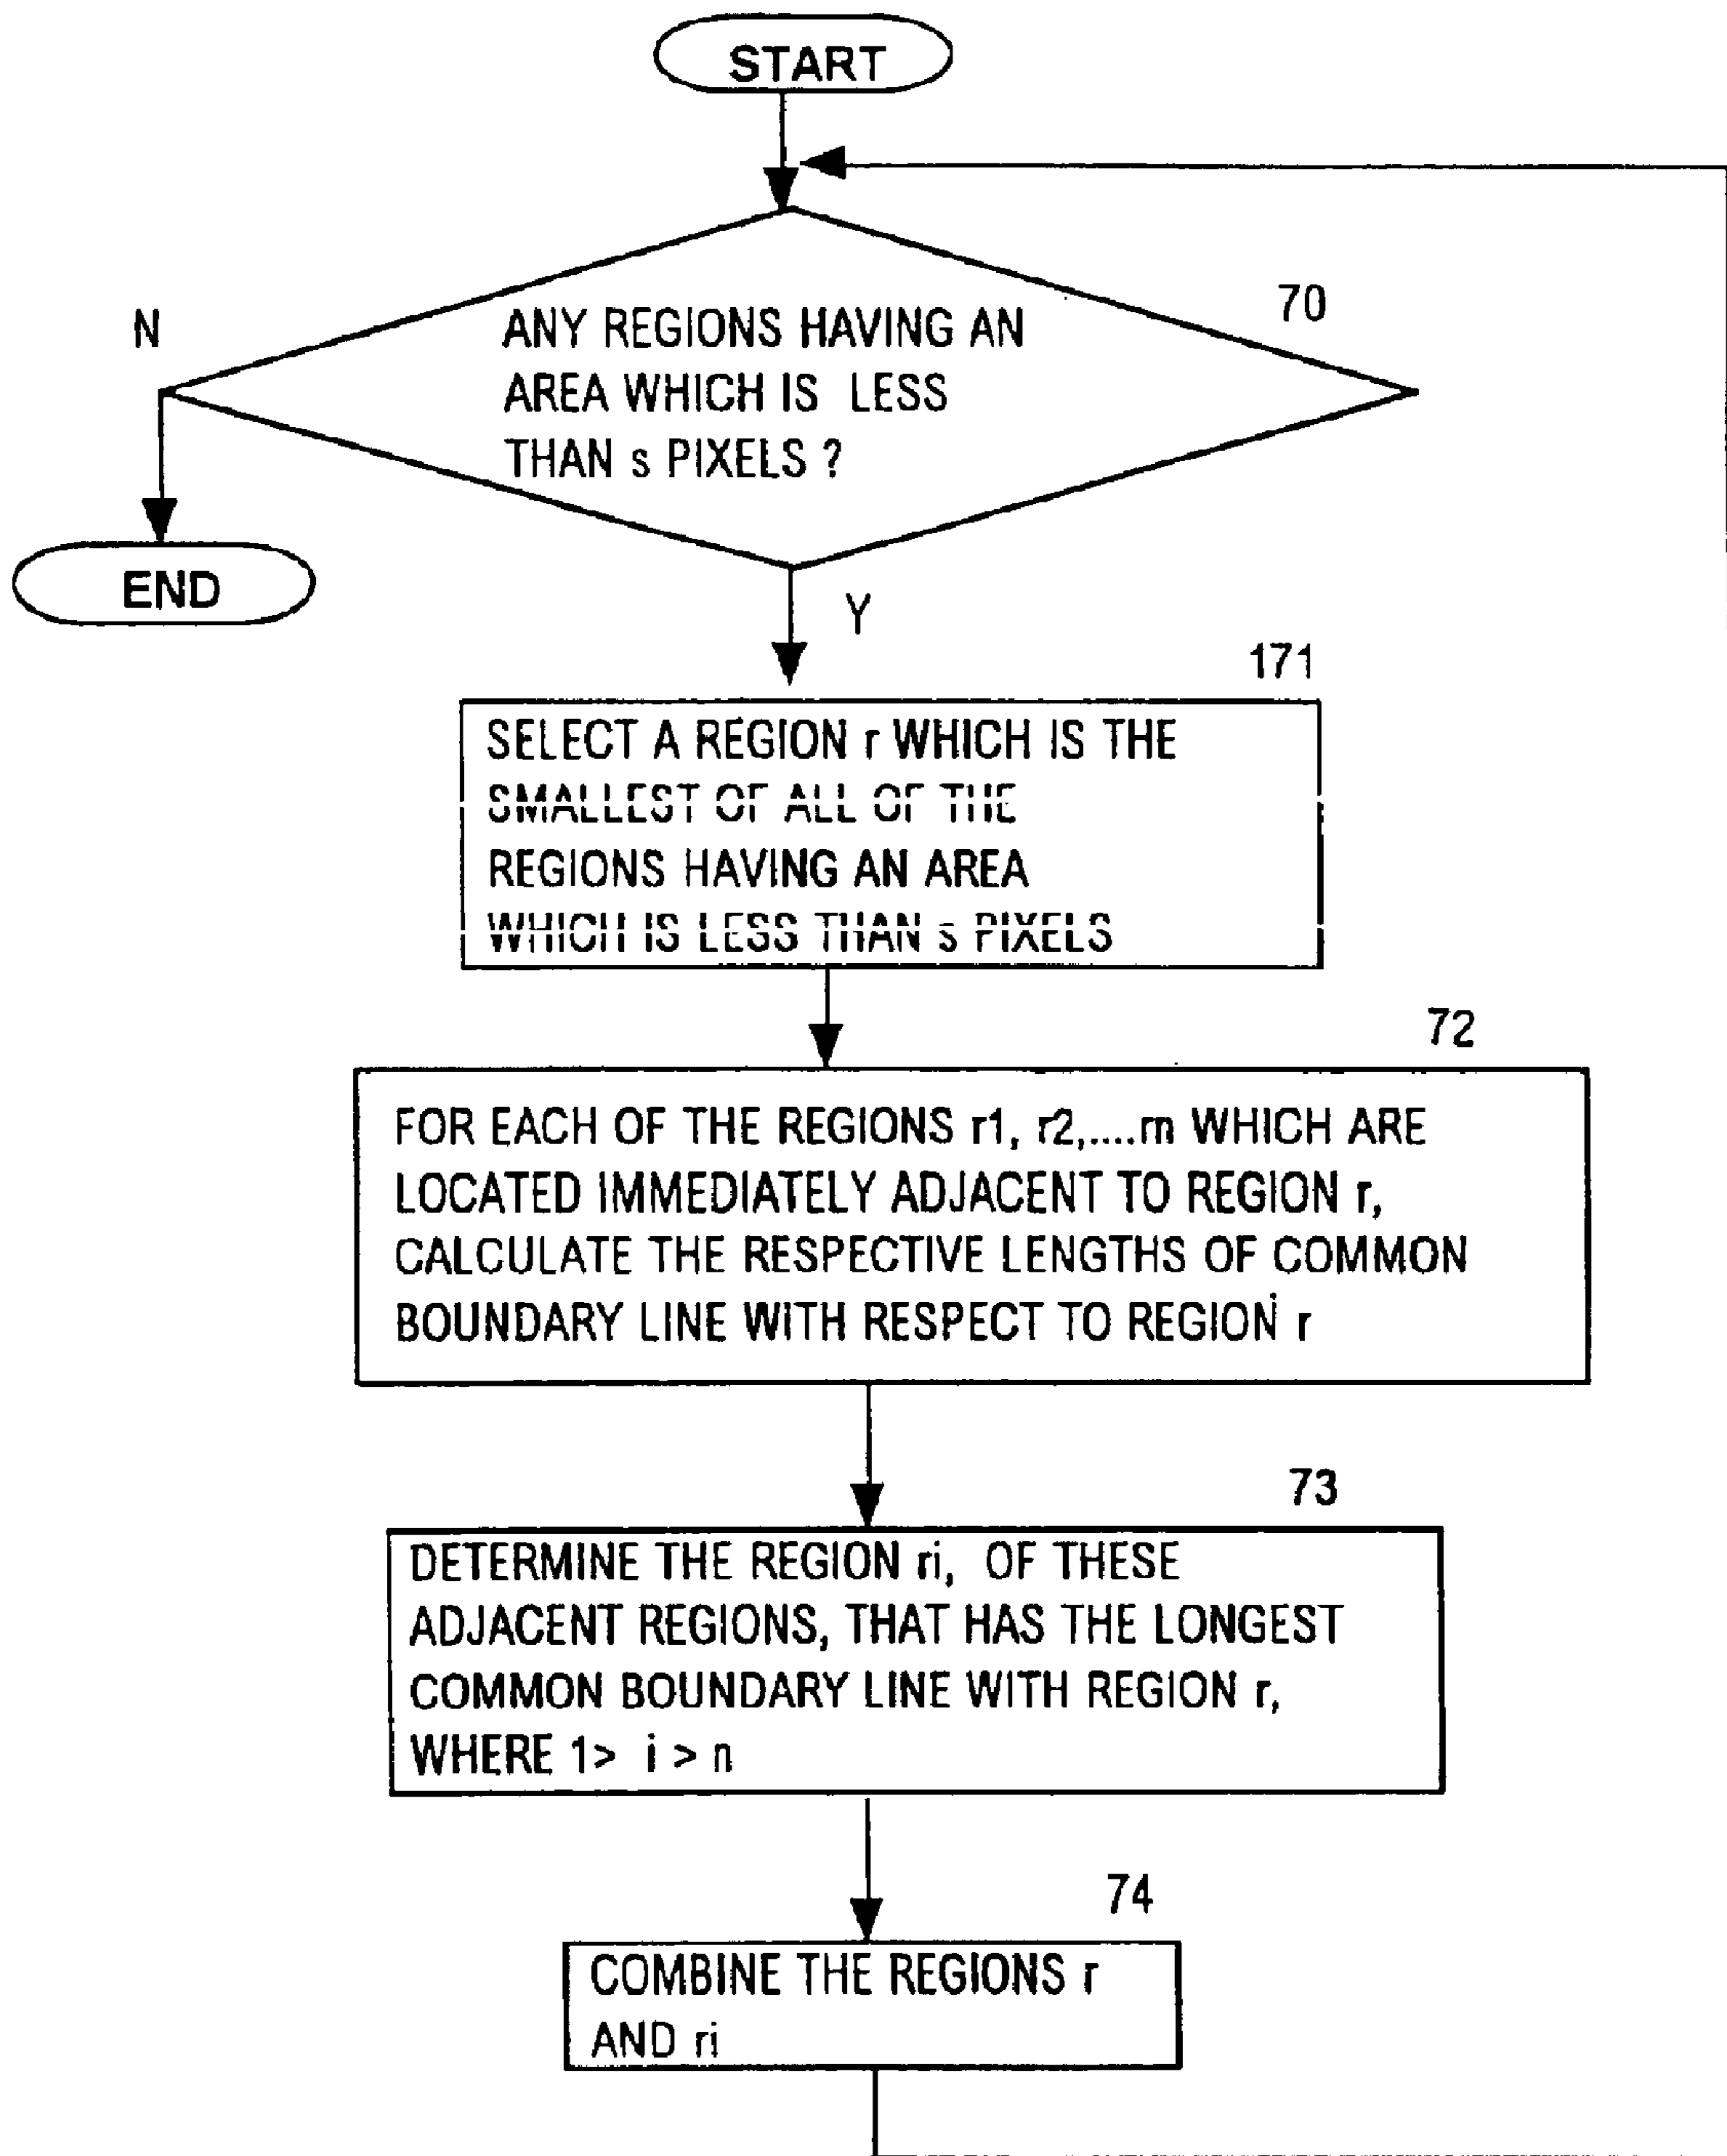 START
N
70
ANY REGIONS HAVING AN
AREA WHICH IS LESS
THAN s PIXELS ?
END
Y
171
SELECT A REGION r WHICH IS THE
SMALLEST OF ALL OF THE
REGIONS HAVING AN AREA
WHICH IS LESS THAN s PIXELS
72
FOR EACH OF THE REGIONS r1, r2,....rn WHICH ARE
LOCATED IMMEDIATELY ADJACENT TO REGION r,
CALCULATE THE RESPECTIVE LENGTHS OF COMMON
BOUNDARY LINE WITH RESPECT TO REGION r
73
DETERMINE THE REGION ri, OF THESE
ADJACENT REGIONS, THAT HAS THE LONGEST
COMMON BOUNDARY LINE WITH REGION r,
WHERE 1> i > n
74
COMBINE THE REGIONS r
AND ri